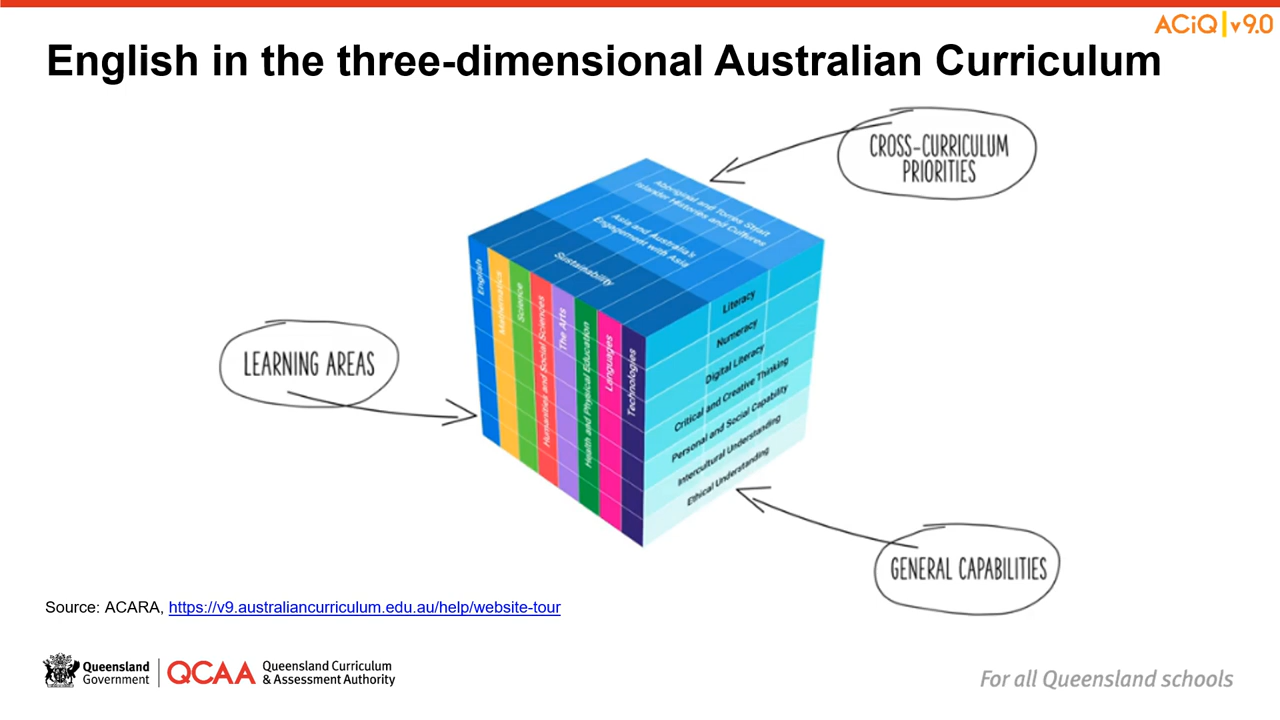 ACiQ|v9.0
English in the three-dimensional Australian Curriculum
CROSS-CURRICULUM
PRIORITIES
Aboriginal and Torres Strait
Islander Histories and Cultures
Asia and Australia's
Engagement with Asia
Sustainability
English
Mathematics
Science
Humanities and Social Sciences
The Arts
Health and Physical Education
Languages
Technologies
Literacy
Numeracy
Digital Literacy
Critical and Creative Thinking
Personal and Social Capability
Intercultural Understanding
Ethical Understanding
LEARNING AREAS
GENERAL CAPABILITIES
Source: ACARA, https://v9.australiancurriculum.edu.au/help/website-tour
Queensland
Government
QCAA
Queensland Curriculum
& Assessment Authority
For all Queensland schools